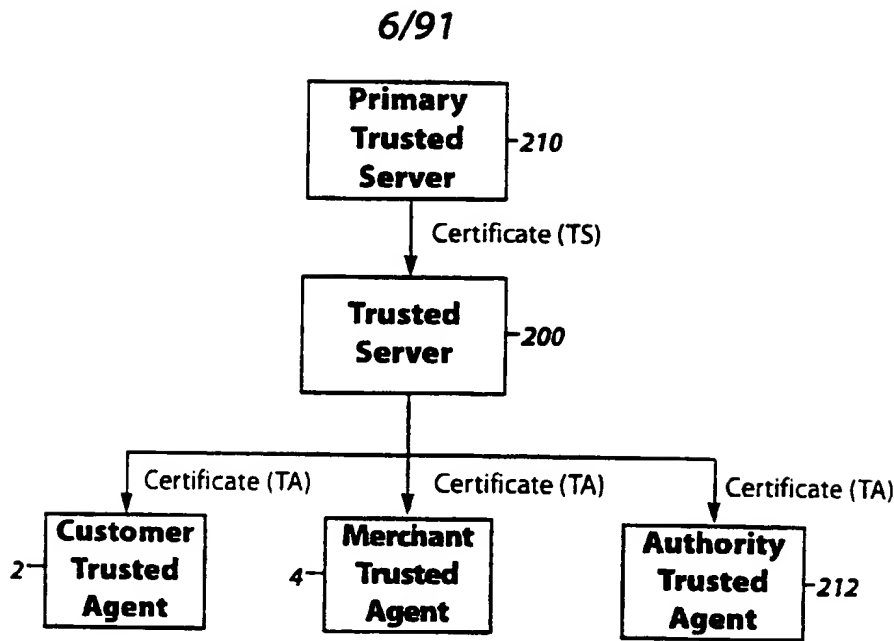 6/91
Primary
Trusted
Server
210
Certificate (TS)
Trusted
Server
200
Certificate (TA)
Certificate (TA)
Certificate (TA)
Customer
Trusted
Agent
2
Merchant
Trusted
Agent
4
Authority
Trusted
Agent
212